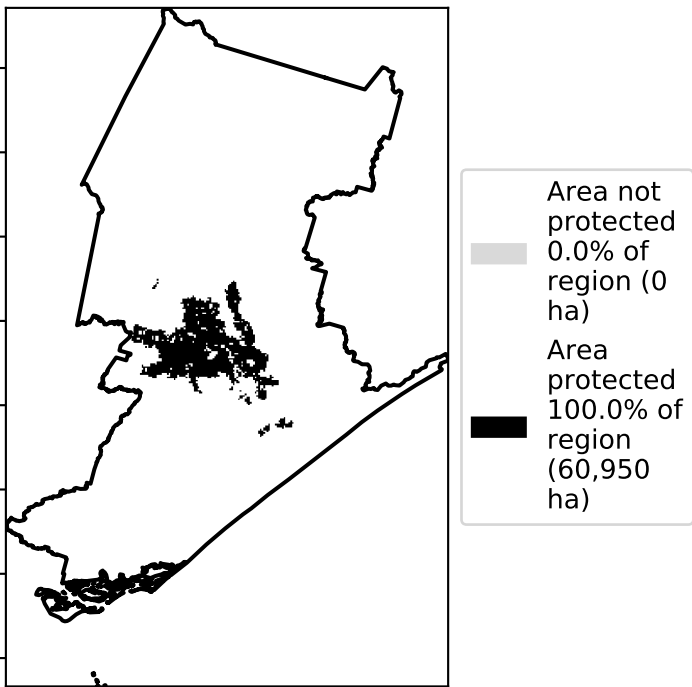 Area not
protected
0.0% of
region (0
ha)
Area
protected
100.0% of
region
(60,950
ha)